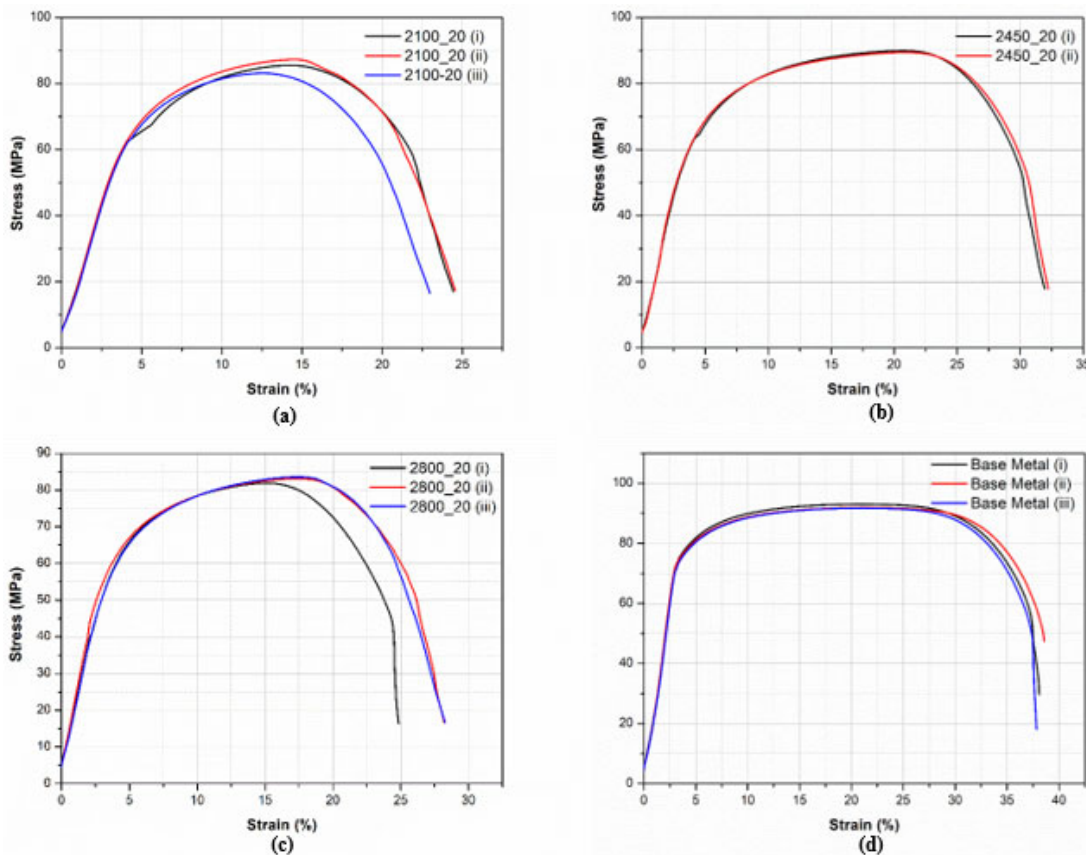 100
80
60
40
20
0
Stress (MPa)
2100_20 (i)
2100_20 (ii)
2100-20 (iii)
0 5 10 15 20 25
Strain (%)
(a)
100
80
60
40
20
0
Stress (MPa)
2450_20 (i)
2450_20 (ii)
0 5 10 15 20 25 30 35
Strain (%)
(b)
90
80
70
60
50
40
30
20
10
0
Stress (MPa)
2800_20 (i)
2800_20 (ii)
2800_20 (iii)
0 5 10 15 20 25 30
Strain (%)
(c)
100
80
60
40
20
0
Stress (MPa)
Base Metal (i)
Base Metal (ii)
Base Metal (iii)
0 5 10 15 20 25 30 35 40
Strain (%)
(d)